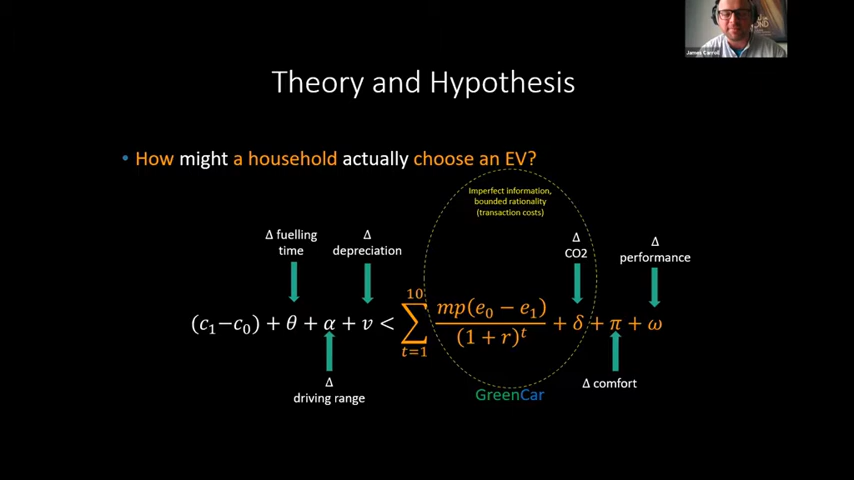 James Carroll
Theory and Hypothesis
• How might a household actually choose an EV?
Imperfect information,
bounded rationality
(transaction costs)
Δ fuelling
time
Δ
depreciation
Δ
CO2
Δ
performance
(c₁−c₀) + θ + α + v < ∑_{t=1}^{10} mp(e₀ − e₁) / (1 + r)^t + δ + π + ω
Δ
driving range
GreenCar
Δ comfort